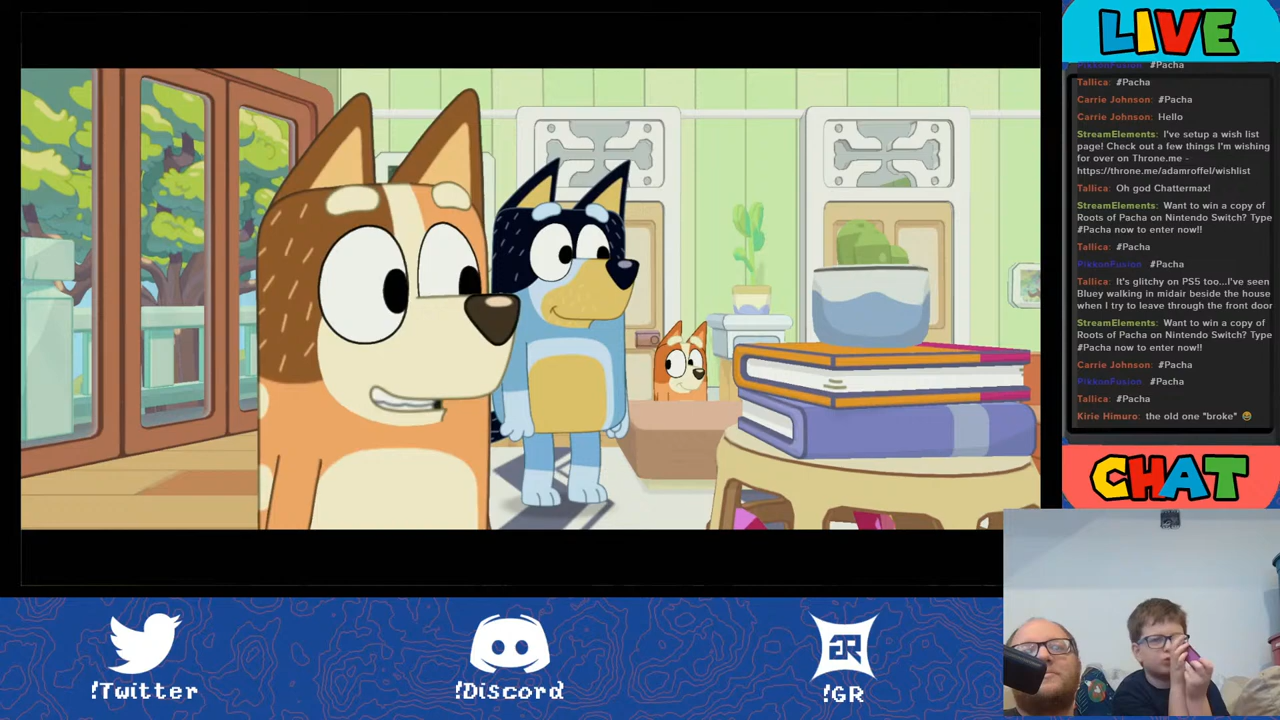 LIVE
PikkonFusion #Pacha
Tallica: #Pacha
Carrie Johnson: #Pacha
Carrie Johnson: Hello
StreamElements: I've setup a wish list
page! Check out a few things I'm wishing
for over on Throne.me -
https://throne.me/adamroffel/wishlist
Tallica: Oh god Chattermax!
StreamElements: Want to win a copy of
Roots of Pacha on Nintendo Switch? Type
#Pacha now to enter now!!
Tallica: #Pacha
PikkonFusion: #Pacha
Tallica: It's glitchy on PS5 too...I've seen
Bluey walking in midair beside the house
when I try to leave through the front door
StreamElements: Want to win a copy of
Roots of Pacha on Nintendo Switch? Type
#Pacha now to enter now!!
Carrie Johnson: #Pacha
PikkonFusion: #Pacha
Tallica: #Pacha
Kirie Himuro: the old one "broke" 😅
CHAT
GR
!Twitter
!Discord
!GR